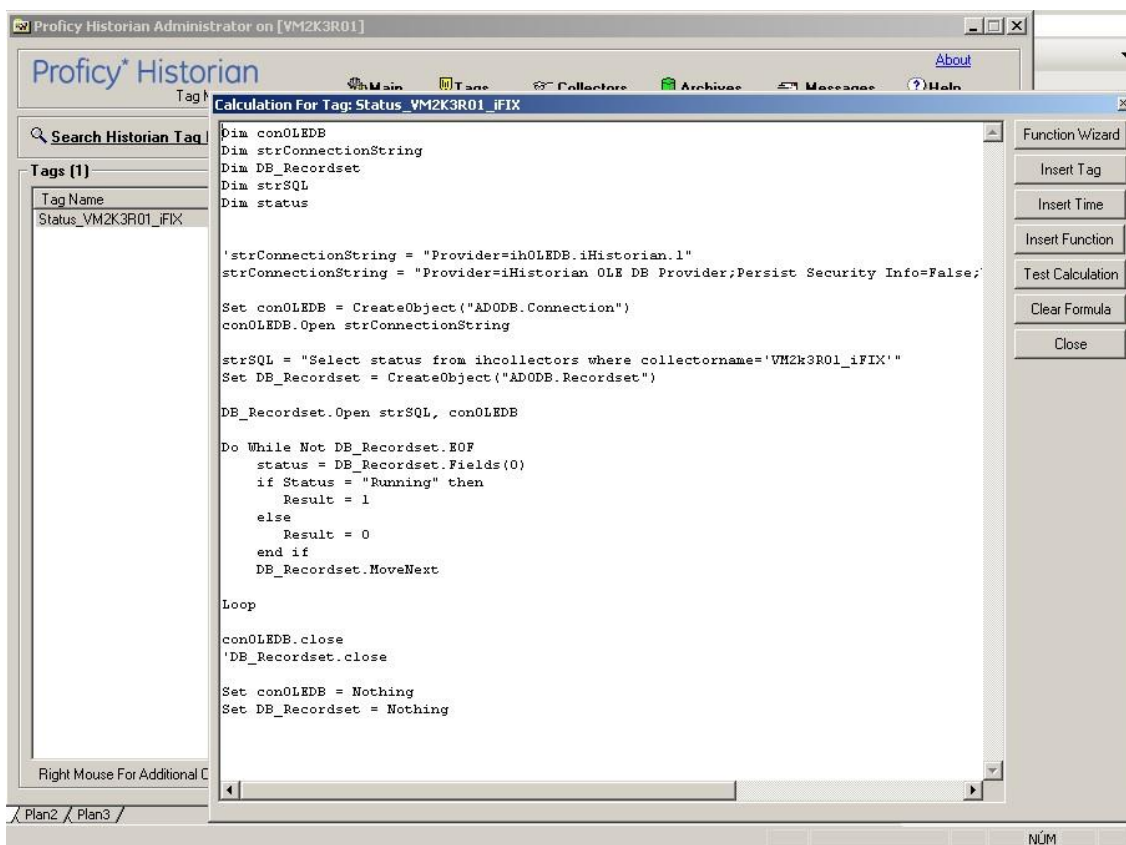 Proficy Historian Administrator on [VM2K3R01]
Proficy* Historian
About
Tag M
Main Tags Collectors Archives Messages Help
Calculation For Tag: Status_VM2K3R01_iFIX
Search Historian Tag
Tags (1)
Tag Name
Status_VM2K3R01_iFIX
Right Mouse For Additional C
Dim conOLEDB
Dim strConnectionString
Dim DB_Recordset
Dim strSQL
Dim status
'strConnectionString = "Provider=ihOLEDB.iHistorian.1"
strConnectionString = "Provider=iHistorian OLE DB Provider;Persist Security Info=False;
Set conOLEDB = CreateObject("ADODB.Connection")
conOLEDB.Open strConnectionString
strSQL = "Select status from ihcollectors where collectorname='VM2k3R01_iFIX'"
Set DB_Recordset = CreateObject("ADODB.Recordset")
DB_Recordset.Open strSQL, conOLEDB
Do While Not DB_Recordset.EOF
status = DB_Recordset.Fields(0)
if Status = "Running" then
Result = 1
else
Result = 0
end if
DB_Recordset.MoveNext
Loop
conOLEDB.close
'DB_Recordset.close
Set conOLEDB = Nothing
Set DB_Recordset = Nothing
Function Wizard
Insert Tag
Insert Time
Insert Function
Test Calculation
Clear Formula
Close
Plan2 / Plan3 /
NÚM